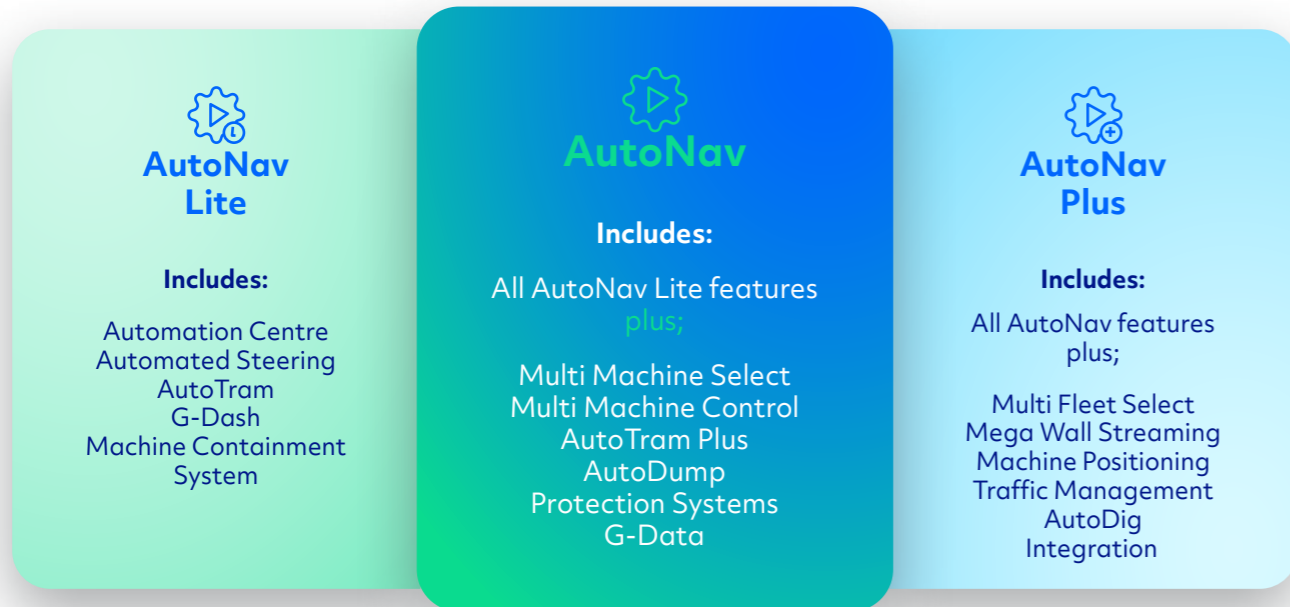 AutoNav
Lite
Includes:
Automation Centre
Automated Steering
AutoTram
G-Dash
Machine Containment
System
AutoNav
Includes:
All AutoNav Lite features
plus;
Multi Machine Select
Multi Machine Control
AutoTram Plus
AutoDump
Protection Systems
G-Data
AutoNav
Plus
Includes:
All AutoNav features
plus;
Multi Fleet Select
Mega Wall Streaming
Machine Positioning
Traffic Management
AutoDig
Integration